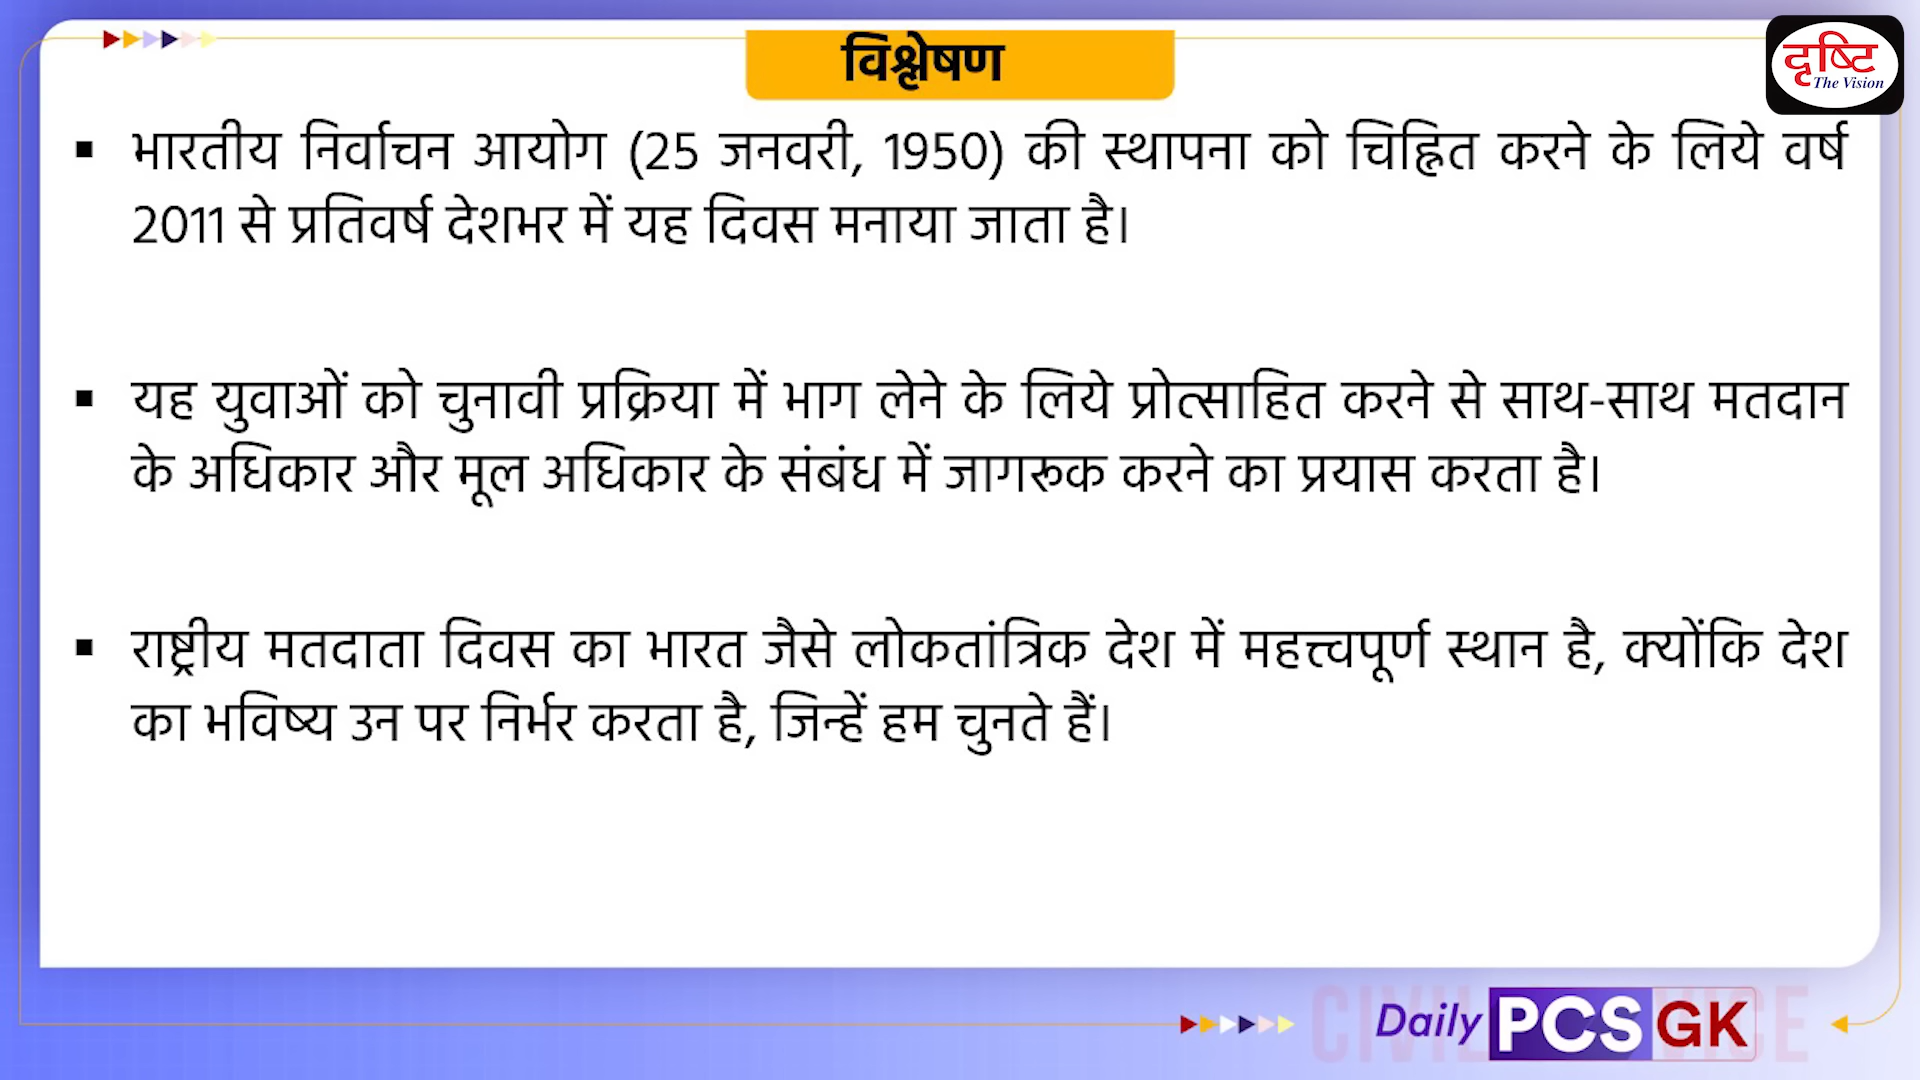 विश्लेषण
दृष्टि
The Vision
▪ भारतीय निर्वाचन आयोग (25 जनवरी, 1950) की स्थापना को चिह्नित करने के लिये वर्ष
2011 से प्रतिवर्ष देशभर में यह दिवस मनाया जाता है।
▪ यह युवाओं को चुनावी प्रक्रिया में भाग लेने के लिये प्रोत्साहित करने से साथ-साथ मतदान
के अधिकार और मूल अधिकार के संबंध में जागरूक करने का प्रयास करता है।
▪ राष्ट्रीय मतदाता दिवस का भारत जैसे लोकतांत्रिक देश में महत्त्वपूर्ण स्थान है, क्योंकि देश
का भविष्य उन पर निर्भर करता है, जिन्हें हम चुनते हैं।
Daily PCS GK